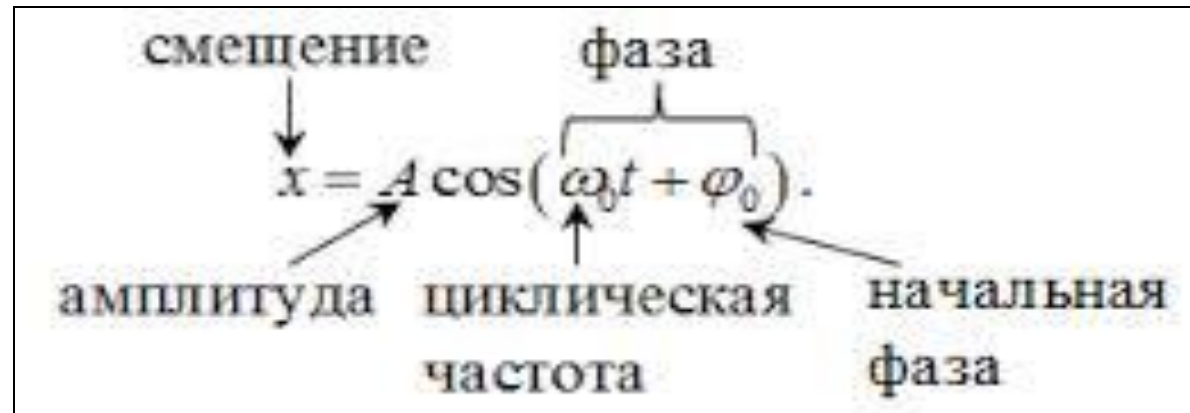 смещение фаза
x = A cos(ω₀t + φ₀).
амплитуда циклическая начальная
частота фаза